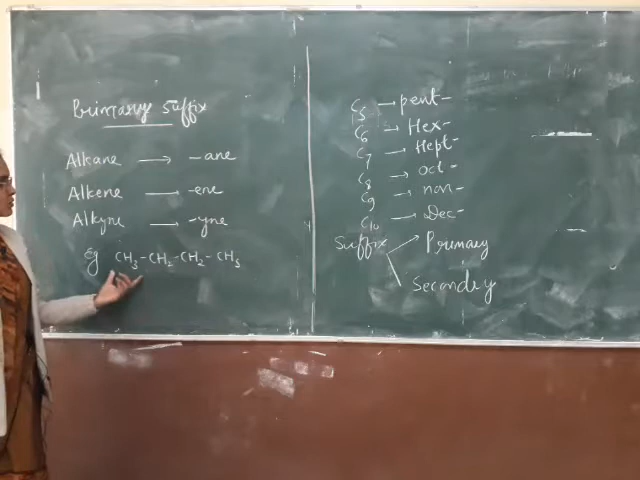 Primary Suffix
Alkane → -ane
Alkene → -ene
Alkyne → -yne
Eg CH3-CH2-CH2-CH3
C5 → pent-
C6 → Hex-
C7 → Hept-
C8 → oct-
C9 → non-
C10 → Dec-
Suffix
Primary
Secondry